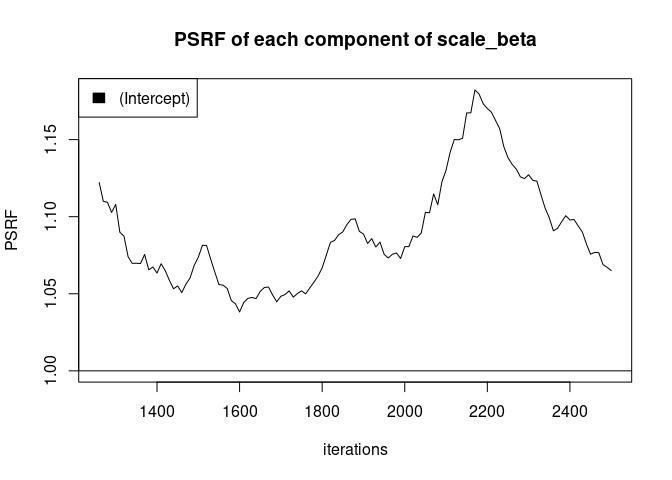 PSRF of each component of scale_beta
(Intercept)
PSRF
1.15
1.10
1.05
1.00
1400 1600 1800 2000 2200 2400
iterations